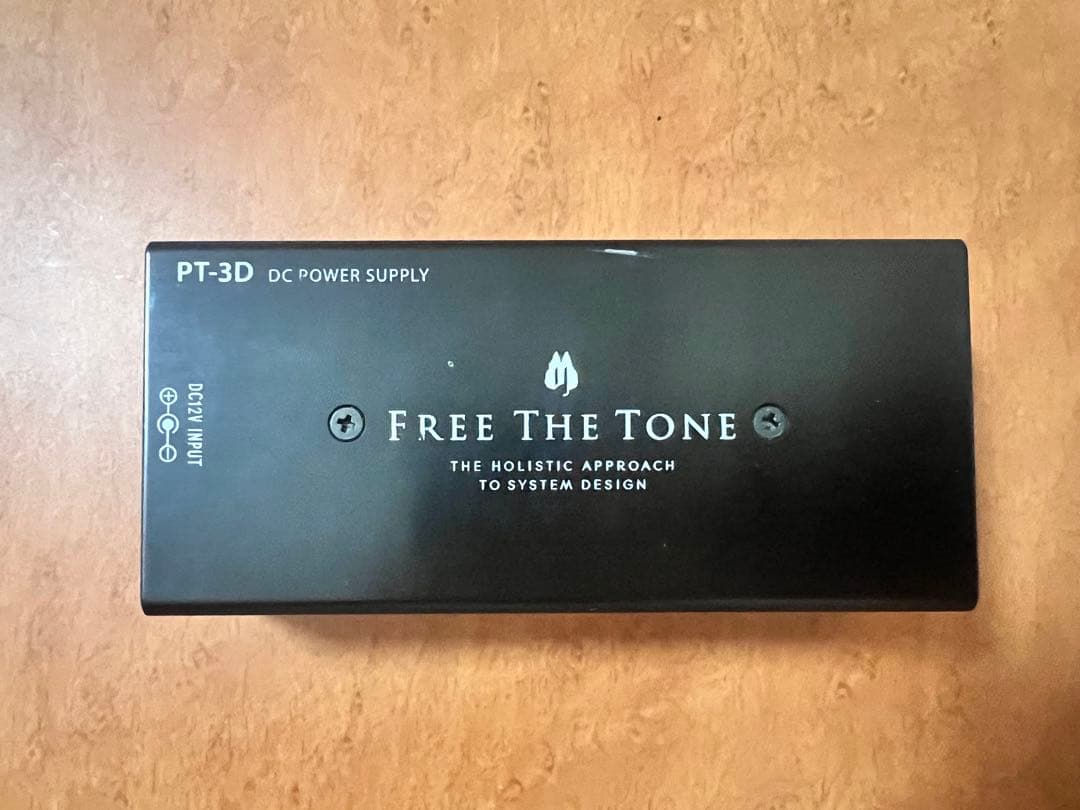 PT-3D DC POWER SUPPLY
DC12V INPUT
FREE THE TONE
THE HOLISTIC APPROACH
TO SYSTEM DESIGN